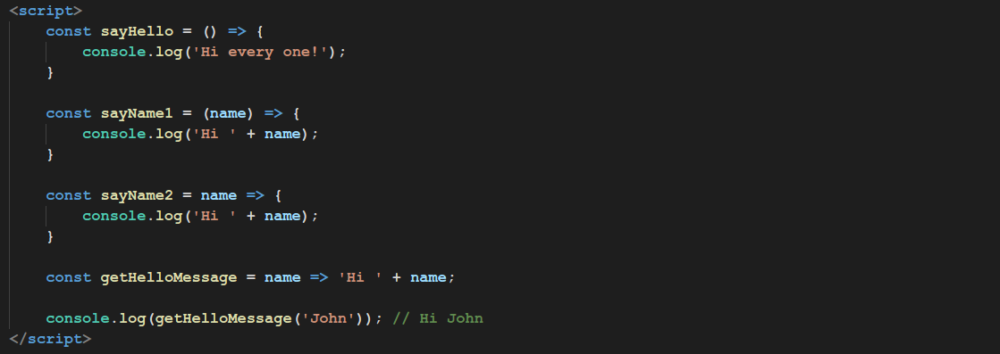 <script>
const sayHello = () => {
console.log('Hi every one!');
}
const sayName1 = (name) => {
console.log('Hi ' + name);
}
const sayName2 = name => {
console.log('Hi ' + name);
}
const getHelloMessage = name => 'Hi ' + name;
console.log(getHelloMessage('John')); // Hi John
</script>